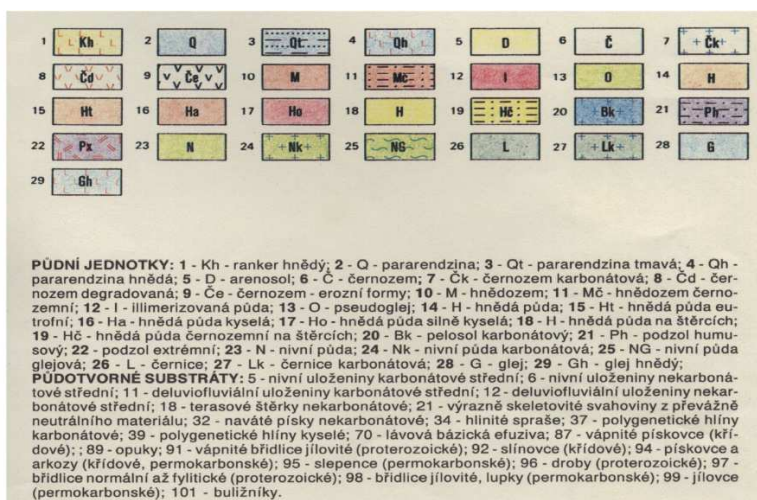 1 Kh 2 Q 3 Qt 4 Qh 5 D 6 Č 7 Čk
8 Čd 9 Če 10 M 11 Mč 12 I 13 O 14 H
15 Ht 16 Ha 17 Ho 18 H 19 Hč 20 Bk 21 Ph
22 Px 23 N 24 Nk 25 NG 26 L 27 Lk 28 G
29 Gh
PŮDNÍ JEDNOTKY: 1 - Kh - ranker hnědý; 2 - Q - pararendzina; 3 - Qt - pararendzina tmavá; 4 - Qh -
pararendzina hnědá; 5 - D - arenosol; 6 - Č - černozem; 7 - Čk - černozem karbonátová; 8 - Čd - čer-
nozem degradovaná; 9 - Če - černozem - erozní formy; 10 - M - hnědozem; 11 - Mč - hnědozem černo-
zemní; 12 - I - illimerizovaná půda; 13 - O - pseudoglej; 14 - H - hnědá půda; 15 - Ht - hnědá půda eu-
trofní; 16 - Ha - hnědá půda kyselá; 17 - Ho - hnědá půda silně kyselá; 18 - H - hnědá půda na štěrcích;
19 - Hč - hnědá půda černozemní na štěrcích; 20 - Bk - pelosol karbonátový; 21 - Ph - podzol humu-
sový; 22 - podzol extrémní; 23 - N - nivní půda; 24 - Nk - nivní půda karbonátová; 25 - NG - nivní půda
glejová; 26 - L - černice; 27 - Lk - černice karbonátová; 28 - G - glej; 29 - Gh - glej hnědý;
PŮDOTVORNÉ SUBSTRÁTY: 5 - nivní uloženiny karbonátové střední; 6 - nivní uloženiny nekarboná-
tové střední; 11 - deluviofluviální uloženiny karbonátové střední; 12 - deluviofluviální uloženiny nekar-
bonátové střední; 18 - terasové štěrky nekarbonátové; 21 - výrazně skeletovité svahoviny z převážně
neutrálního materiálu; 32 - naváté písky nekarbonátové; 34 - hlinité spraše; 37 - polygenetické hlíny
karbonátové; 39 - polygenetické hlíny kyselé; 70 - lávová bázická efuziva; 87 - vápnité pískovce (kří-
dové); ; 89 - opuky; 91 - vápnité břidlice jílovité (proterozoické); 92 - slínovce (křídové); 94 - pískovce a
arkozy (křídové, permokarbonské); 95 - slepence (permokarbonské); 96 - droby (proterozoické); 97 -
břidlice normální až fylitické (proterozoické); 98 - břidlice jílovité, lupky (permokarbonské); 99 - jílovce
(permokarbonské); 101 - buližníky.